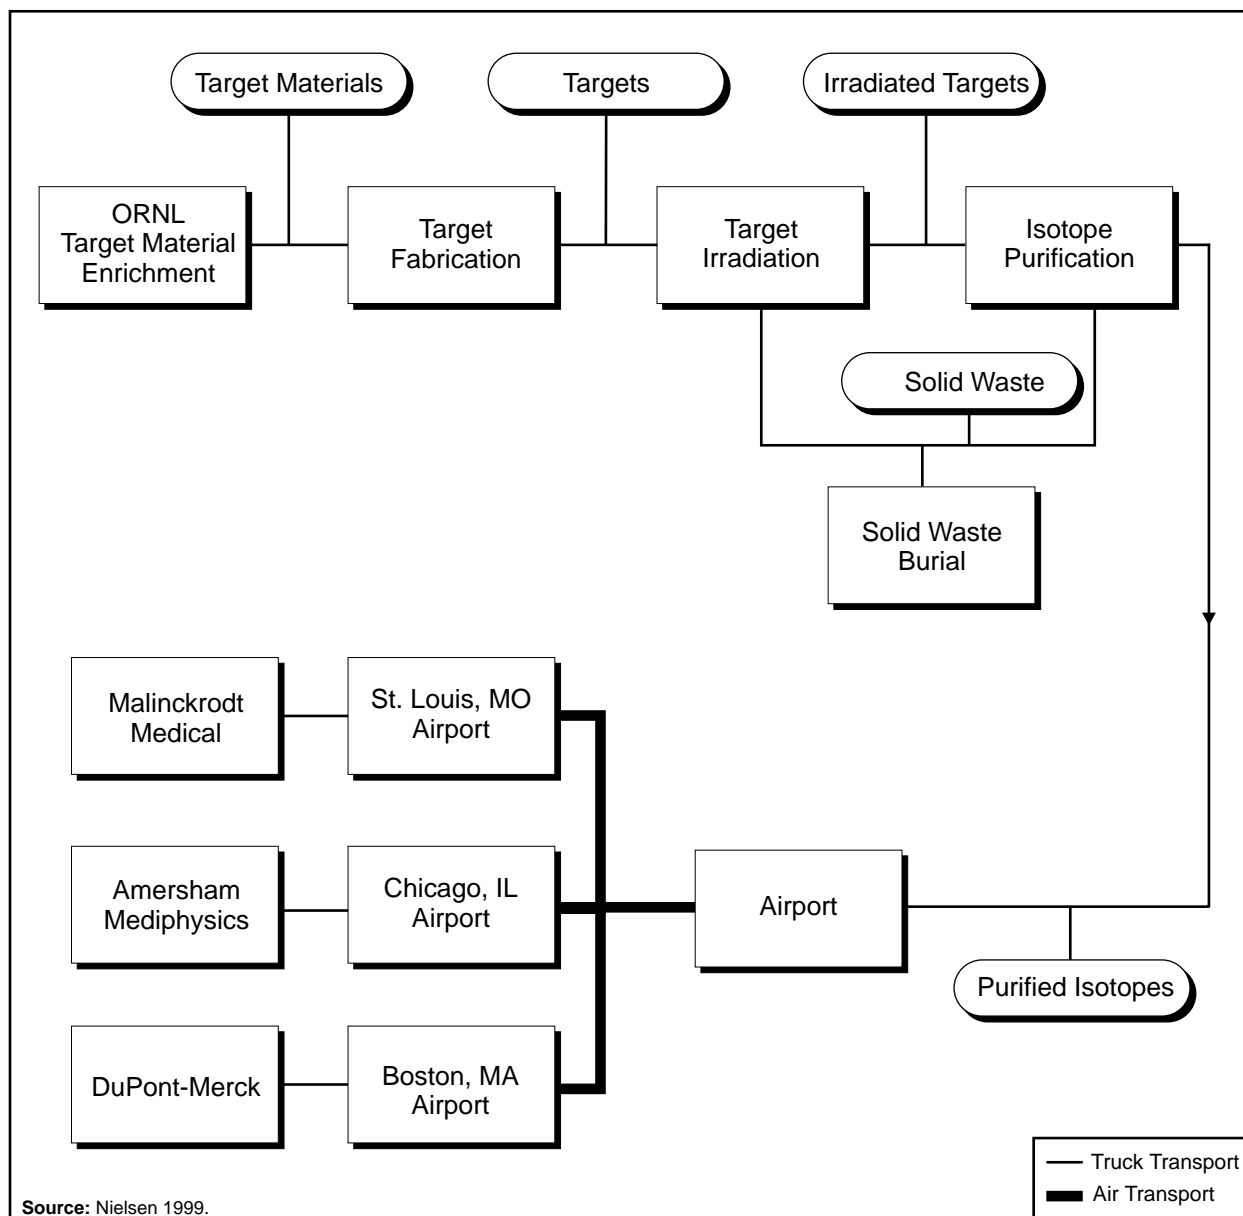 Target Materials
Targets
Irradiated Targets
ORNL
Target Material
Enrichment
Target
Fabrication
Target
Irradiation
Isotope
Purification
Solid Waste
Solid Waste
Burial
Malinckrodt
Medical
St. Louis, MO
Airport
Amersham
Mediphysics
Chicago, IL
Airport
Airport
Purified Isotopes
DuPont-Merck
Boston, MA
Airport
Truck Transport
Air Transport
Source: Nielsen 1999.